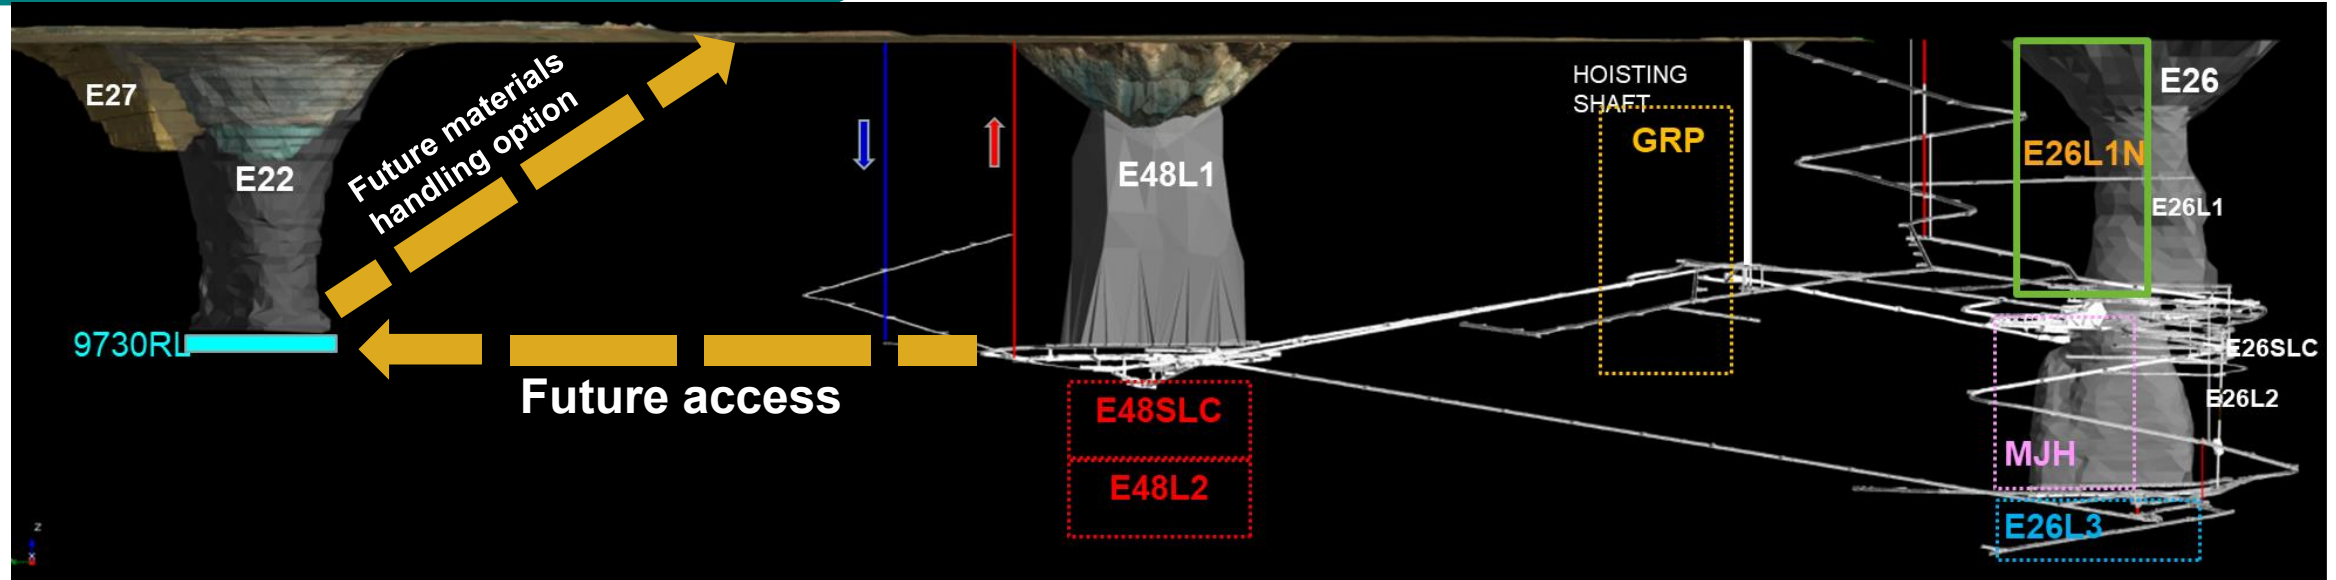 E27
E22
9730RL
Future materials
handling option
Future access
E48L1
E48SLC
E48L2
HOISTING
SHAFT
GRP
E26
E26L1N
E26L1
E26SLC
E26L2
MJH
E26L3
z
x